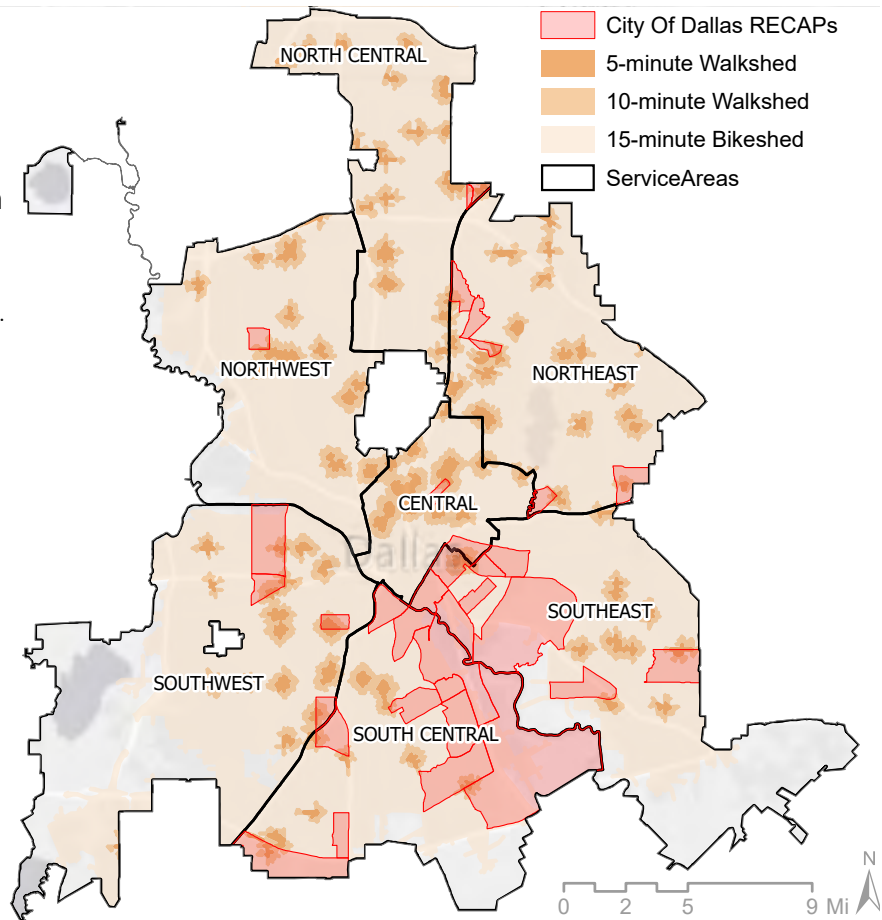 City Of Dallas RECAPs
5-minute Walkshed
10-minute Walkshed
15-minute Bikeshed
ServiceAreas
NORTH CENTRAL
NORTHWEST
NORTHEAST
CENTRAL
Dallas
SOUTHEAST
SOUTHWEST
SOUTH CENTRAL
N
0 2 5 9 Mi